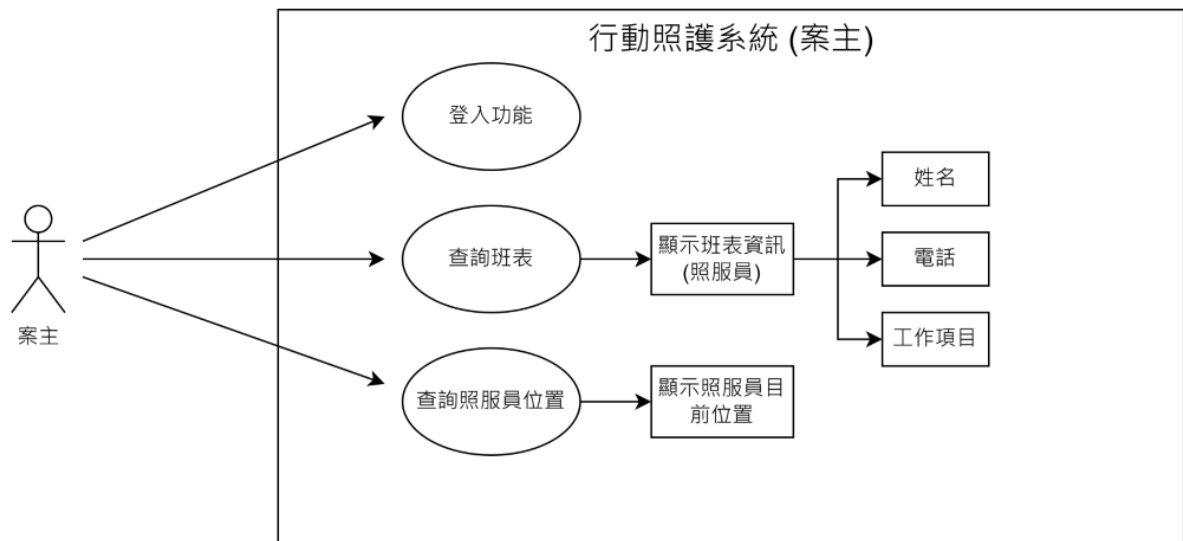 行動照護系統 (案主)
登入功能
姓名
查詢班表
顯示班表資訊
(照服員)
電話
案主
工作項目
查詢照服員位置
顯示照服員目
前位置